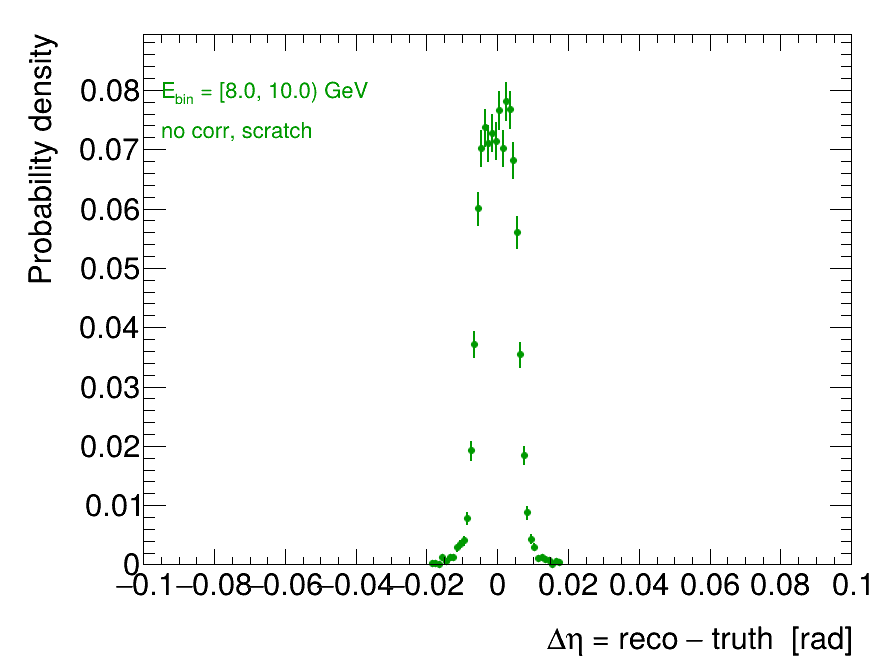 Probability density
0.08
0.07
0.06
0.05
0.04
0.03
0.02
0.01
0
E_bin = [8.0, 10.0) GeV
no corr, scratch
−0.1 −0.08 −0.06 −0.04 −0.02 0 0.02 0.04 0.06 0.08 0.1
Δη = reco − truth [rad]